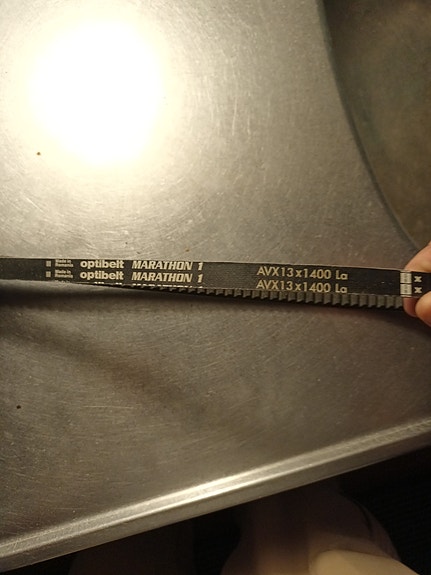 Made in
Romania
optibelt MARATHON 1 AVX13x1400 La
Made in
Romania
optibelt MARATHON 1 AVX13x1400 La